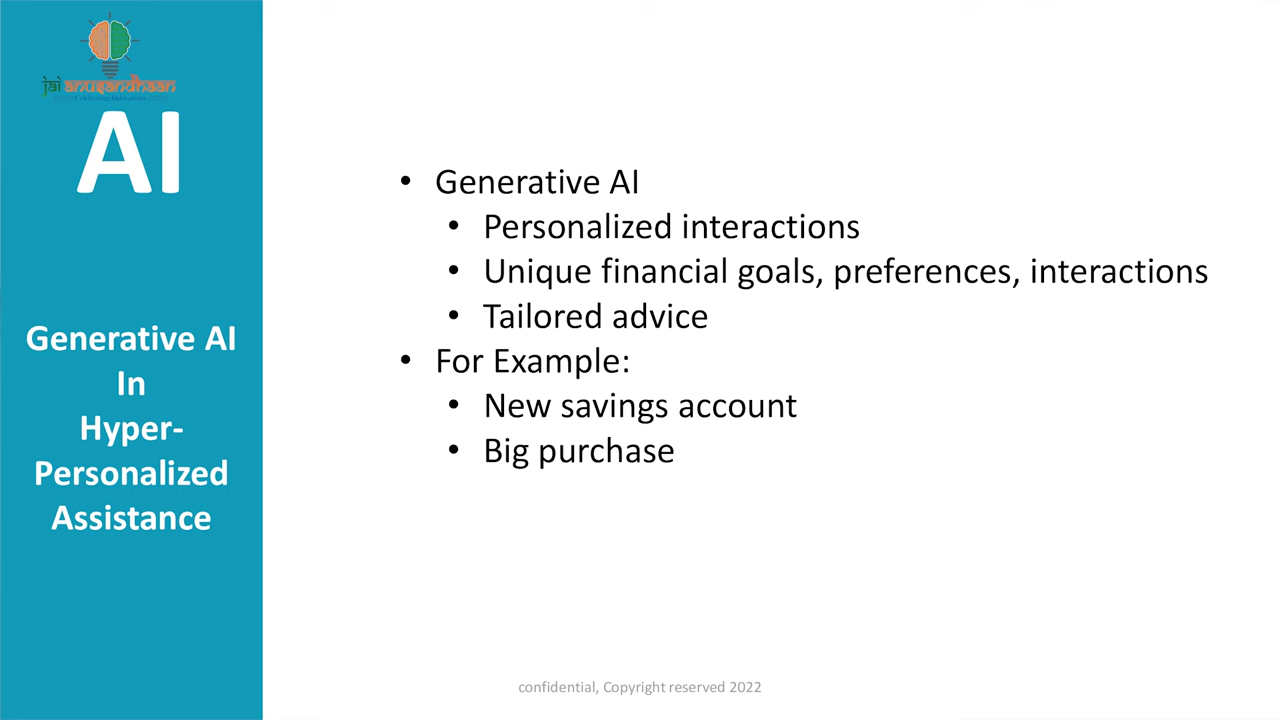 jai anusandhaan
AI
Generative AI
In
Hyper-
Personalized
Assistance
• Generative AI
• Personalized interactions
• Unique financial goals, preferences, interactions
• Tailored advice
• For Example:
• New savings account
• Big purchase
confidential, Copyright reserved 2022